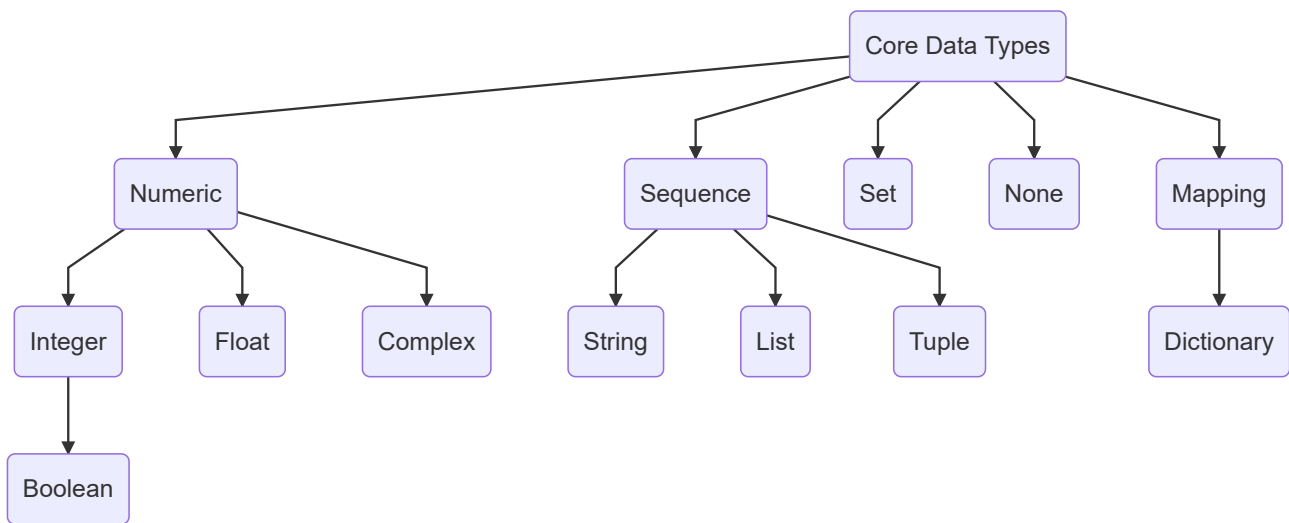 Core Data Types
Numeric
Sequence
Set
None
Mapping
Integer
Float
Complex
String
List
Tuple
Dictionary
Boolean